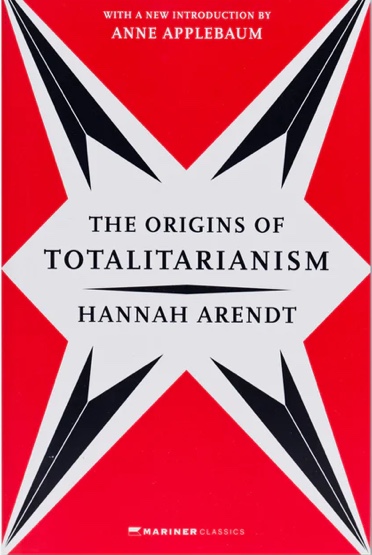 WITH A NEW INTRODUCTION BY
ANNE APPLEBAUM
THE ORIGINS OF
TOTALITARIANISM
HANNAH ARENDT
MARINER CLASSICS